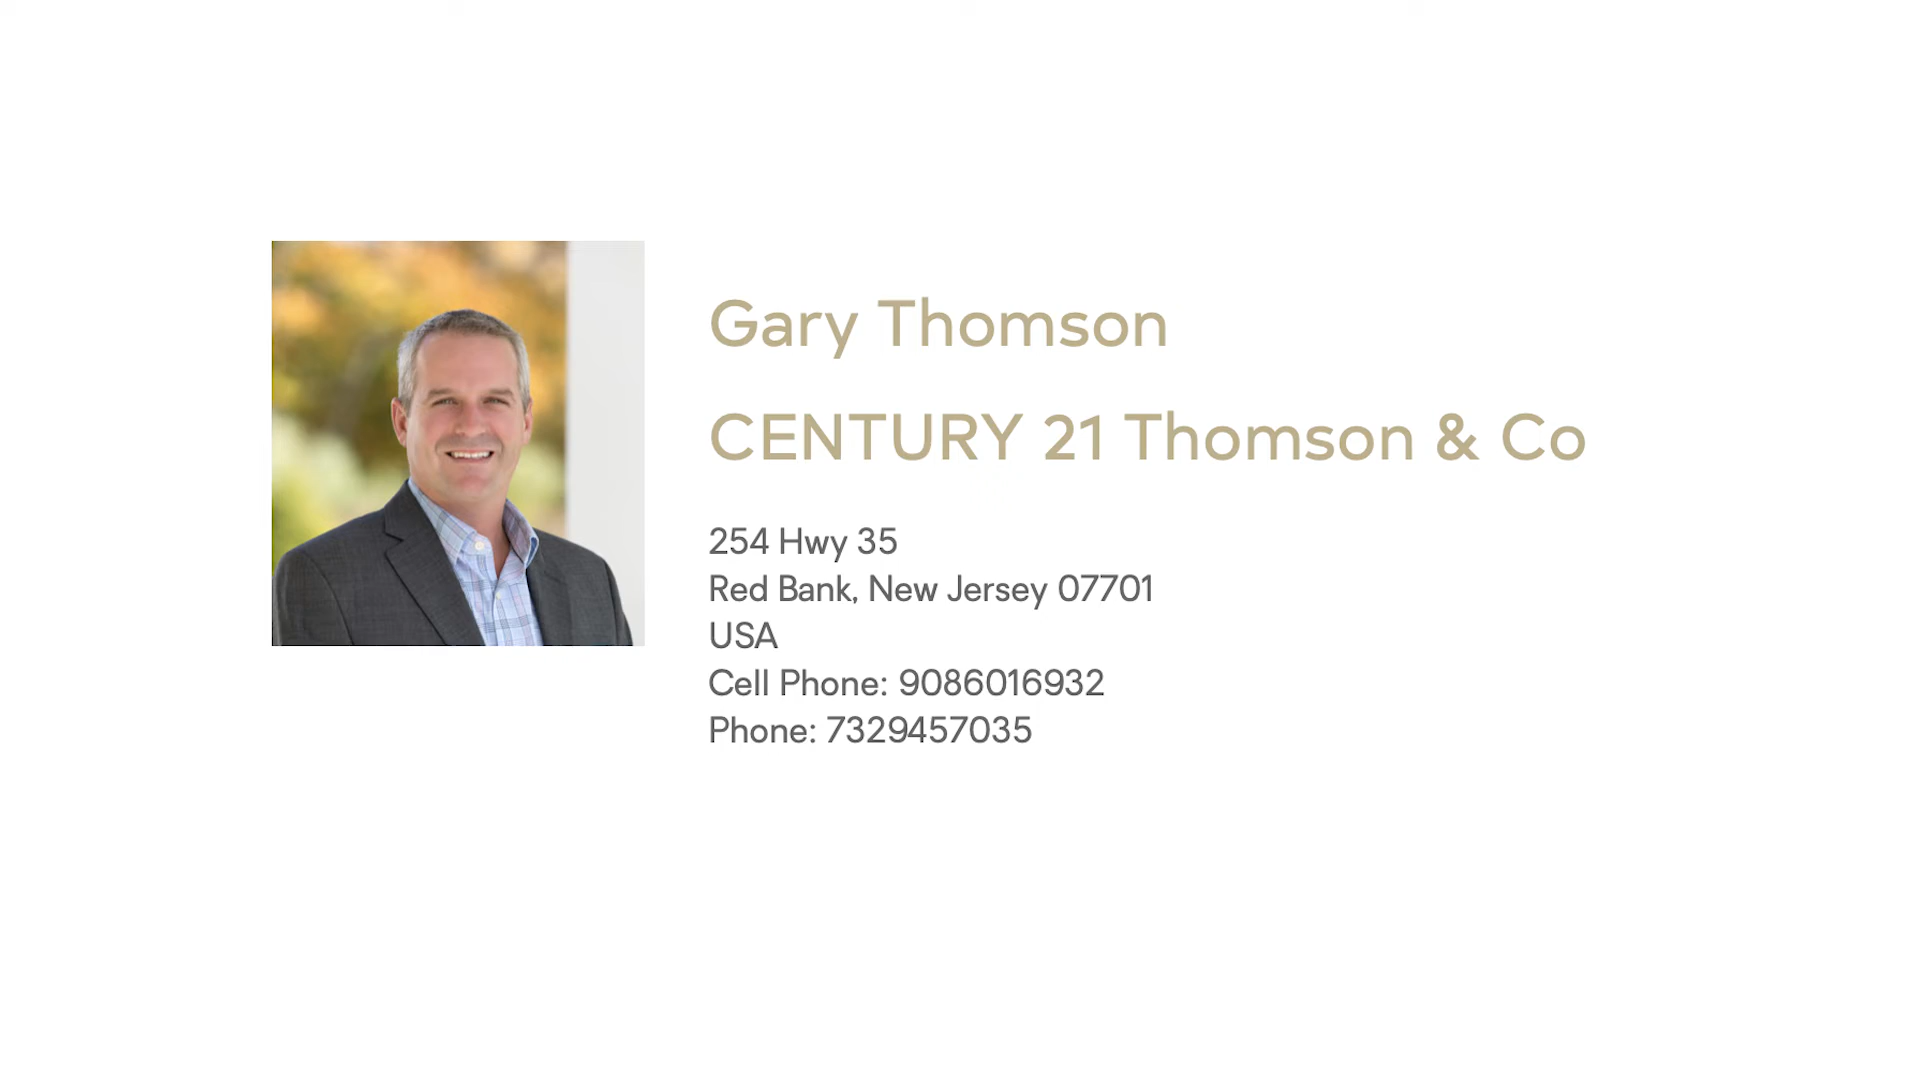 Gary Thomson
CENTURY 21 Thomson & Co
254 Hwy 35
Red Bank, New Jersey 07701
USA
Cell Phone: 9086016932
Phone: 7329457035